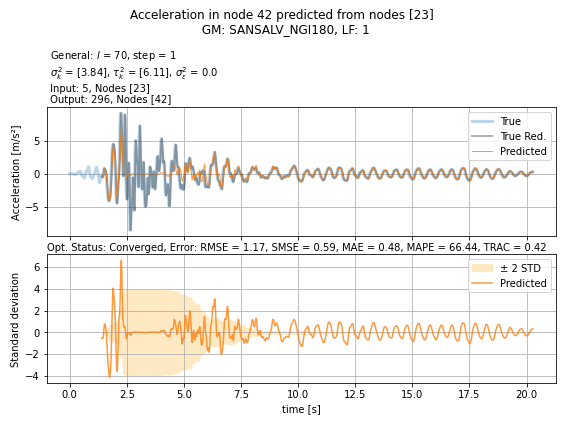 Acceleration in node 42 predicted from nodes [23]
GM: SANSALV_NGI180, LF: 1
General: l = 70, step = 1
σ²ₖ = [3.84], τ²ₖ = [6.11], σ²ε = 0.0
Input: 5, Nodes [23]
Output: 296, Nodes [42]
Acceleration [m/s²]
5
0
−5
True
True Red.
Predicted
Opt. Status: Converged, Error: RMSE = 1.17, SMSE = 0.59, MAE = 0.48, MAPE = 66.44, TRAC = 0.42
Standard deviation
6
4
2
0
−2
−4
± 2 STD
Predicted
0.0 2.5 5.0 7.5 10.0 12.5 15.0 17.5 20.0
time [s]